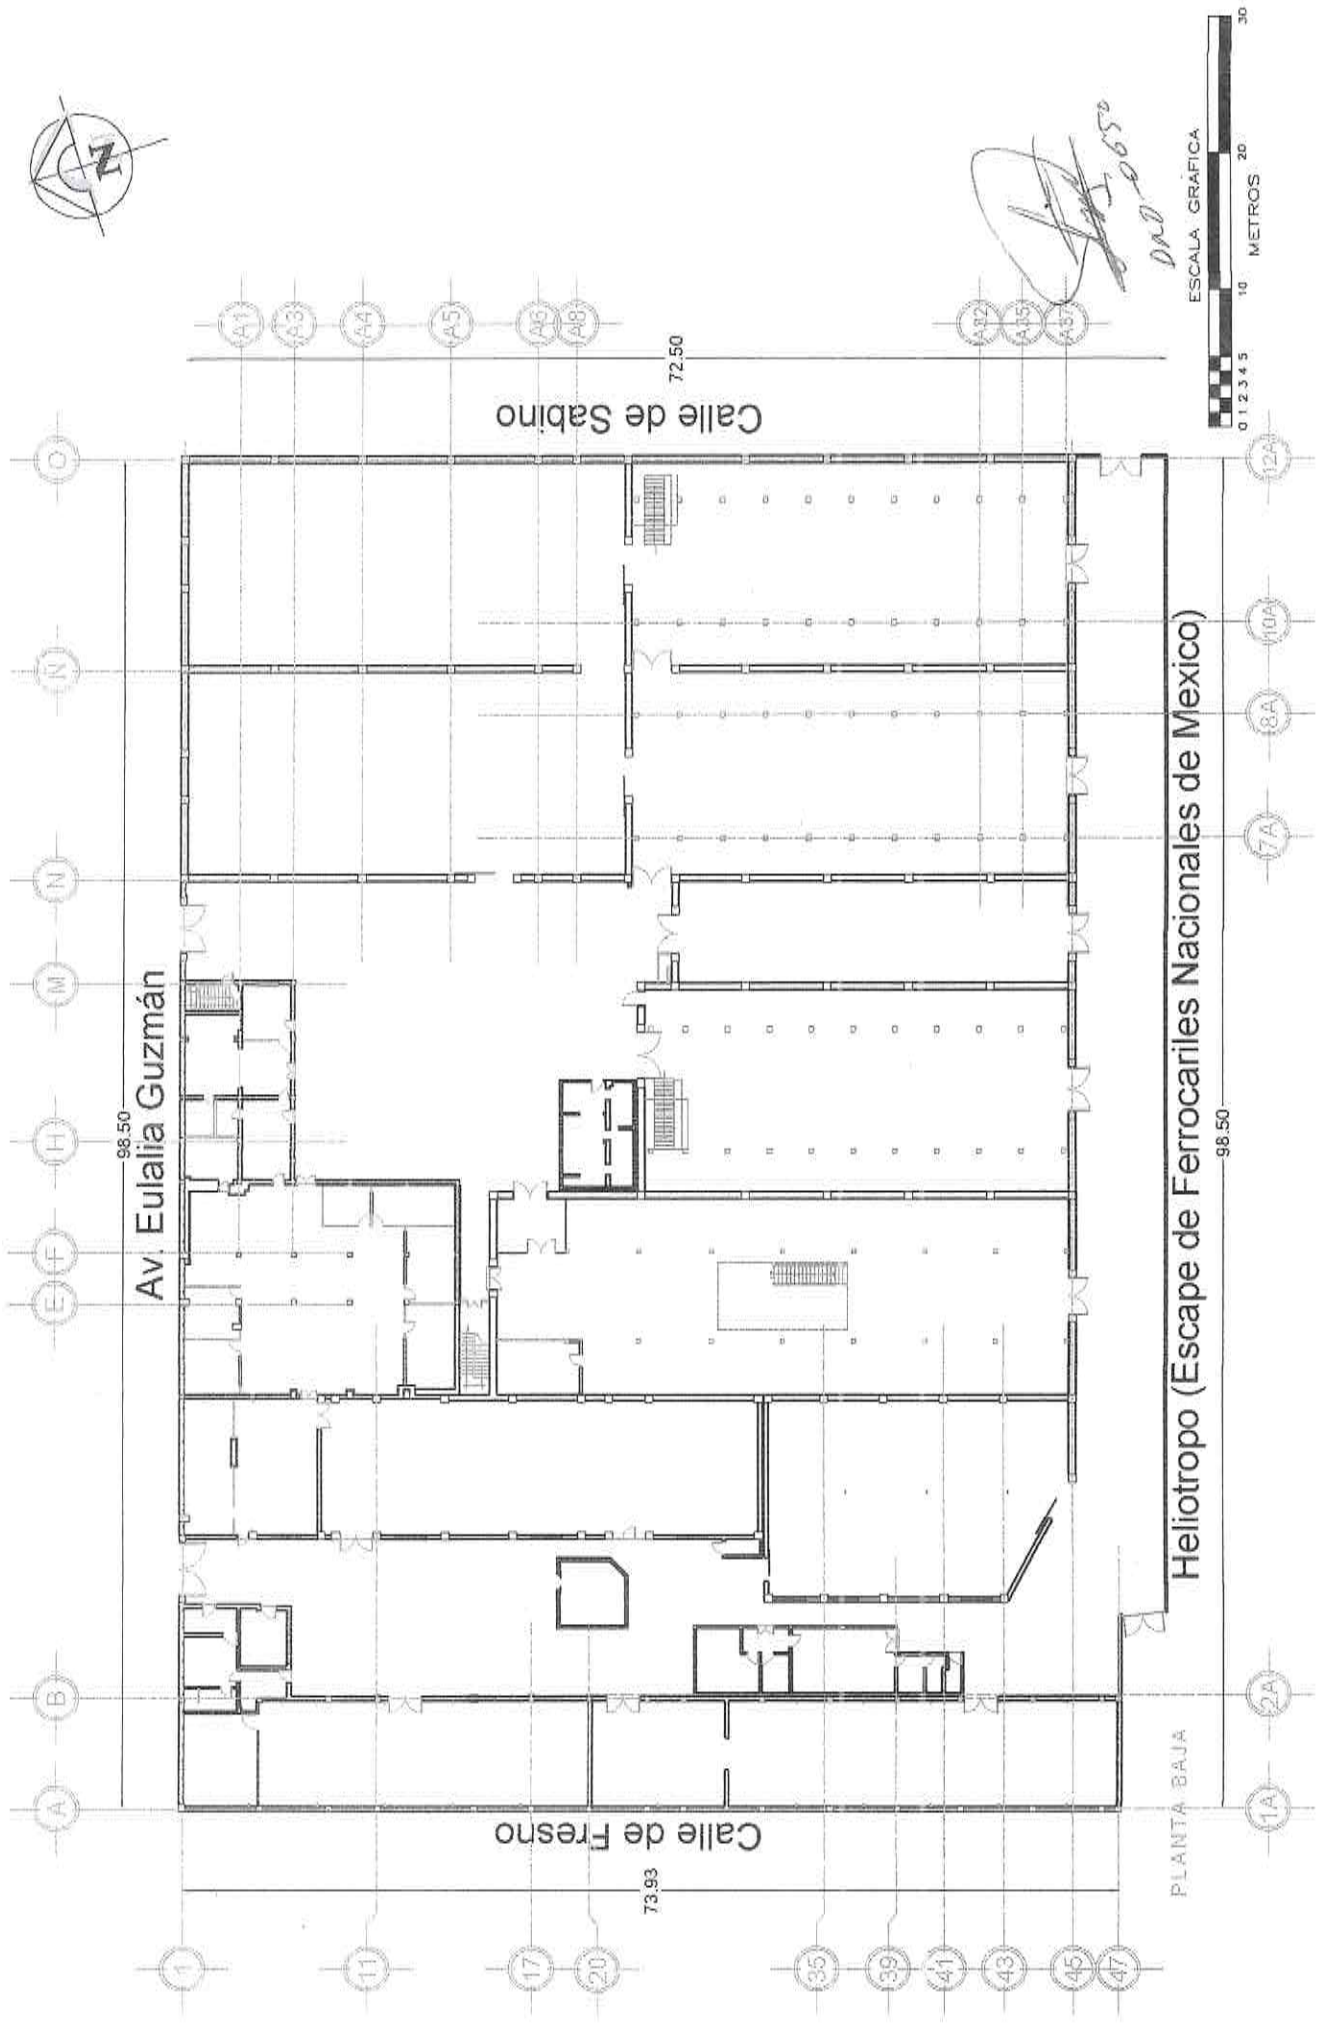 N
Av. Eulalia Guzmán
98.50
Calle de Sabino
72.50
Calle de Fresno
73.93
Heliotropo (Escape de Ferrocariles Nacionales de Mexico)
98.50
PLANTA BAJA
ESCALA GRÁFICA
0 1 2 3 4 5 10 20 30
METROS
A
B
E
F
H
M
N
Ñ
O
1
11
17
20
35
39
41
43
45
47
A1
A3
A4
A5
A6
A8
A32
A35
A37
1A
2A
7A
8A
10A
12A